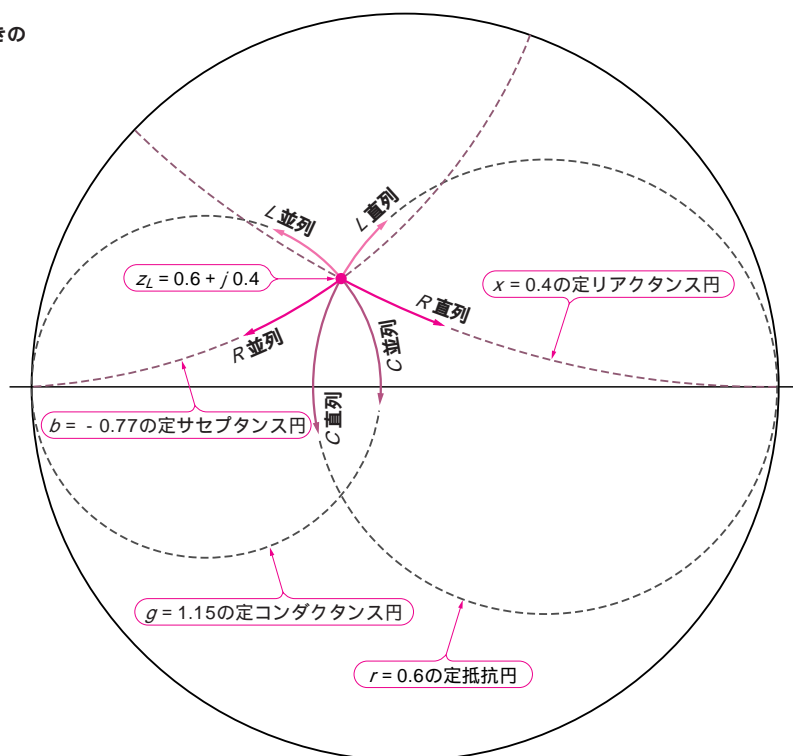 きの
L 並列
L 直列
zL = 0.6 + j 0.4
R 直列
x = 0.4の定リアクタンス円
R 並列
C 並列
b = - 0.77の定サセプタンス円
C 直列
g = 1.15の定コンダクタンス円
r = 0.6の定抵抗円